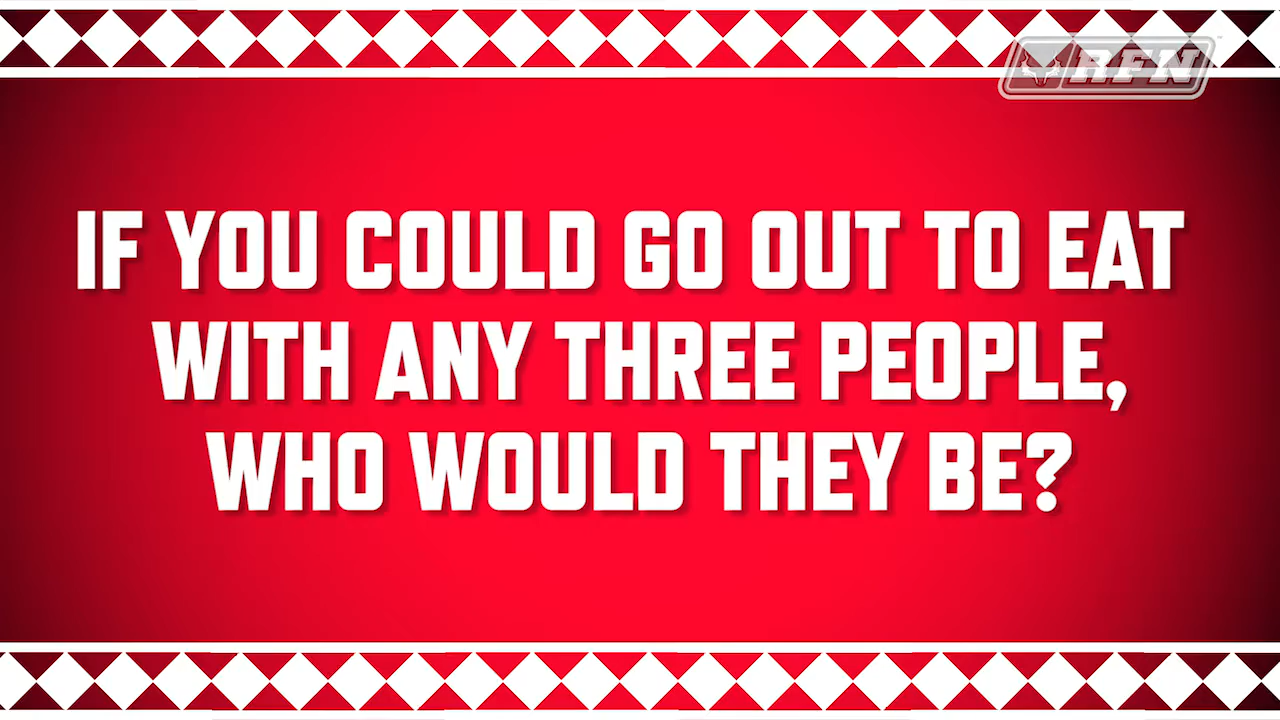 RFN
IF YOU COULD GO OUT TO EAT
WITH ANY THREE PEOPLE,
WHO WOULD THEY BE?